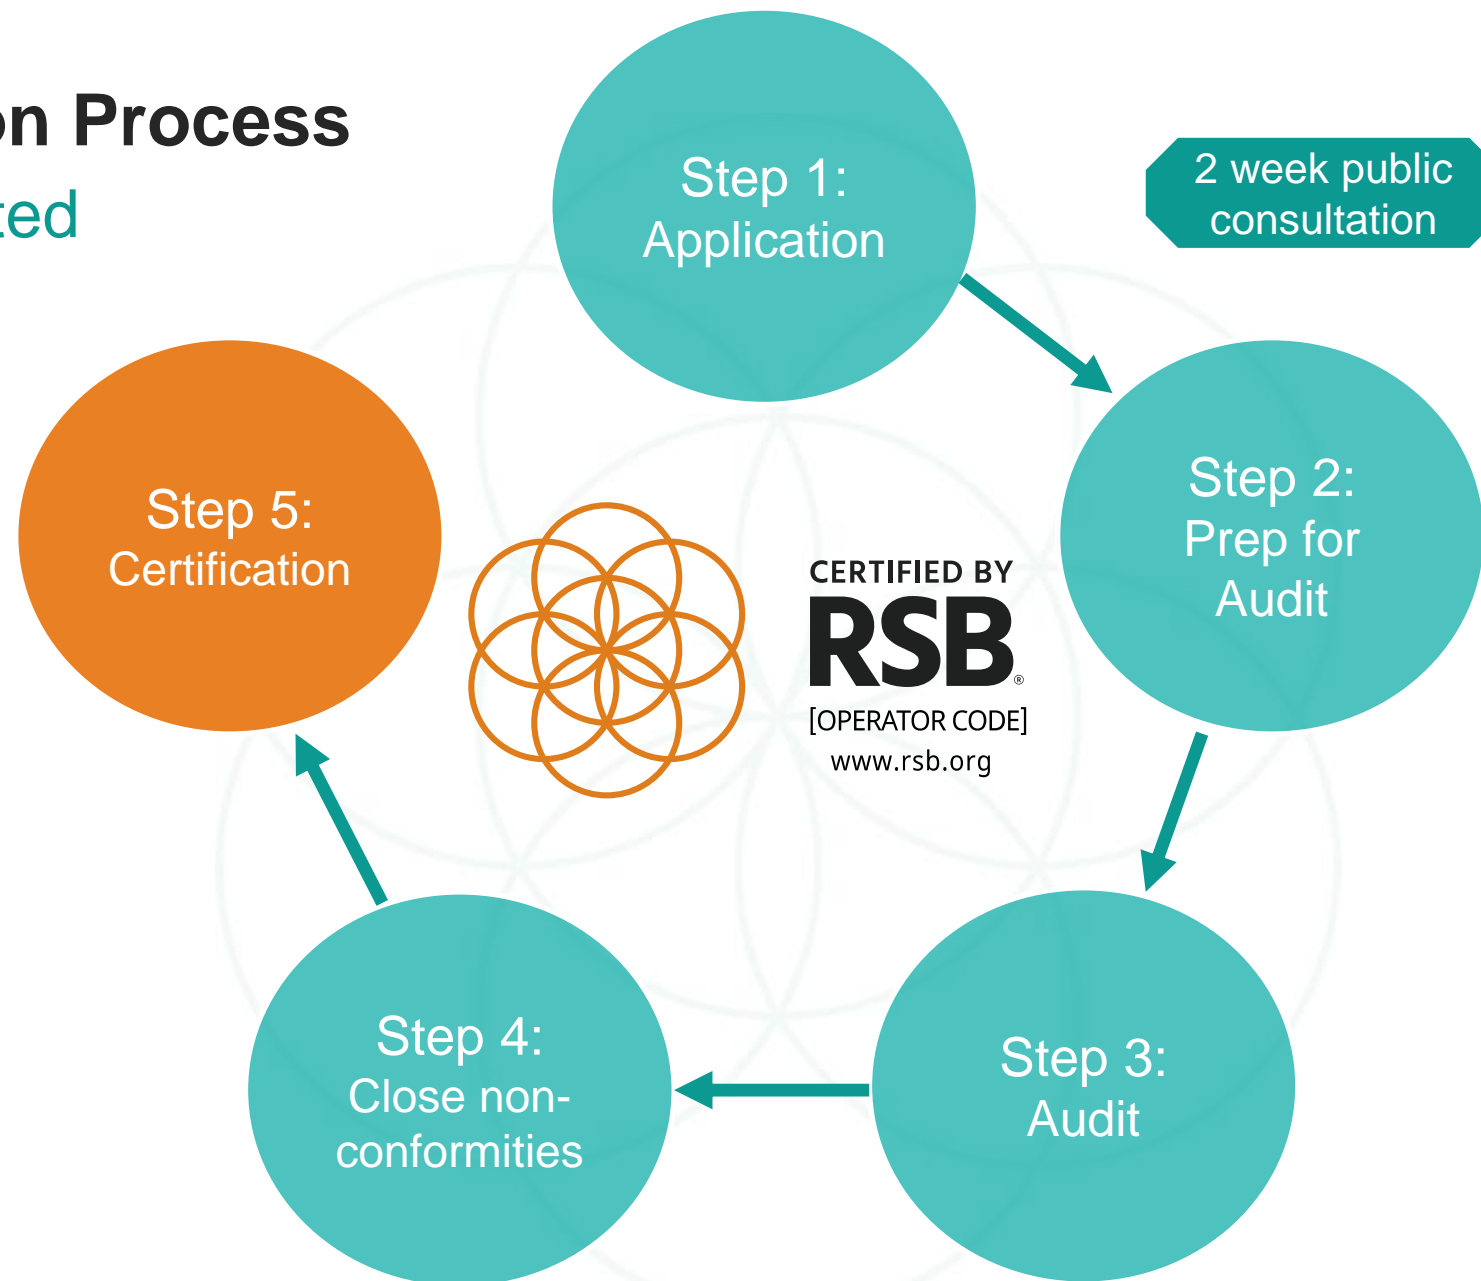 on Process
ted
Step 1:
Application
2 week public
consultation
Step 2:
Prep for
Audit
Step 3:
Audit
Step 4:
Close non-
conformities
Step 5:
Certification
CERTIFIED BY
RSB®
[OPERATOR CODE]
www.rsb.org